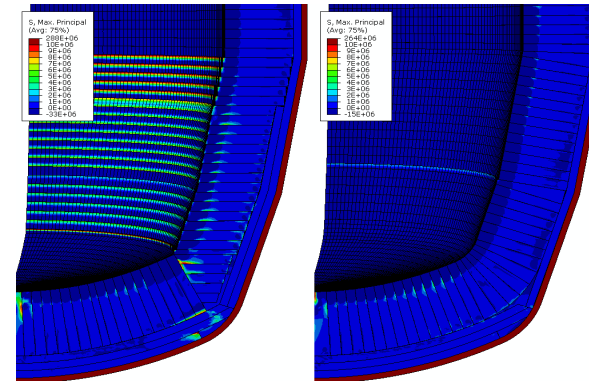 S, Max. Principal
(Avg: 75%)
288E+06
10E+06
9E+06
8E+06
7E+06
6E+06
5E+06
4E+06
3E+06
2E+06
1E+06
0E+00
-33E+06
S, Max. Principal
(Avg: 75%)
264E+06
10E+06
9E+06
8E+06
7E+06
6E+06
5E+06
4E+06
3E+06
2E+06
1E+06
0E+00
-15E+06